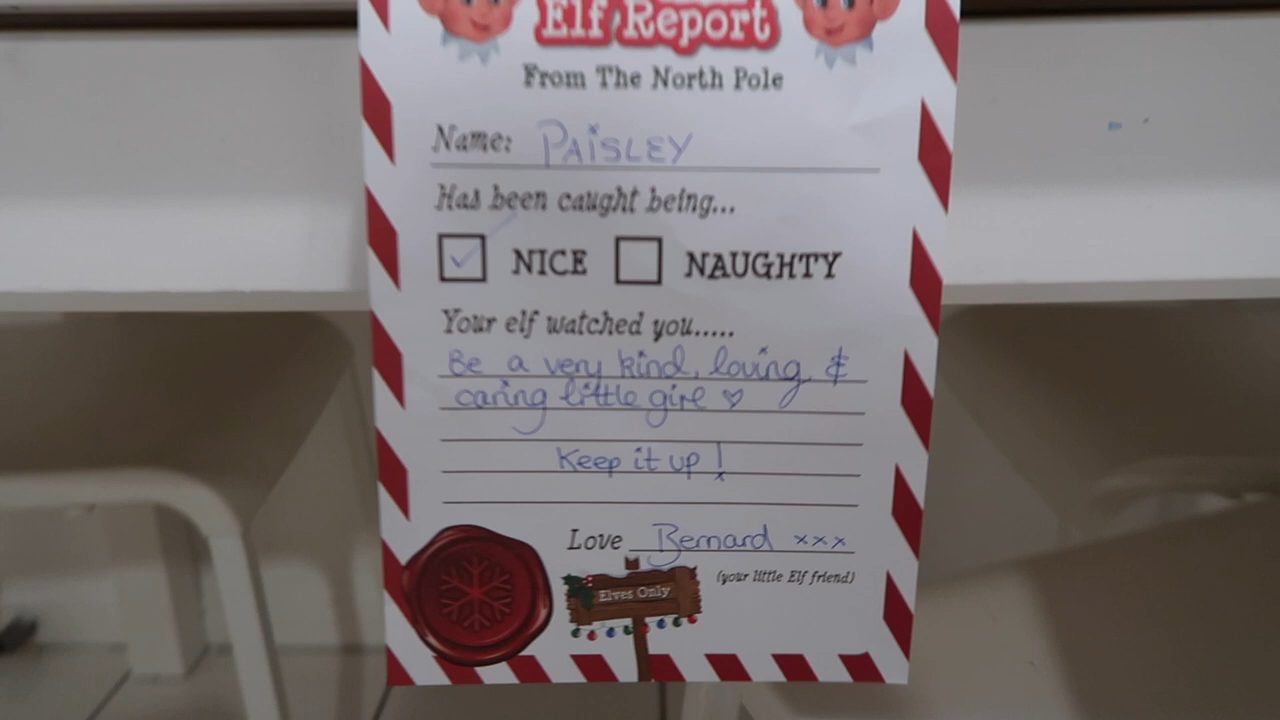 Elf Report
From The North Pole
Name: PAISLEY
Has been caught being...
NICE NAUGHTY
Your elf watched you.....
Be a very kind, loving &
caring little girl ♡
Keep it up!
Love Bernard xxx
(your little Elf friend)
Elves Only